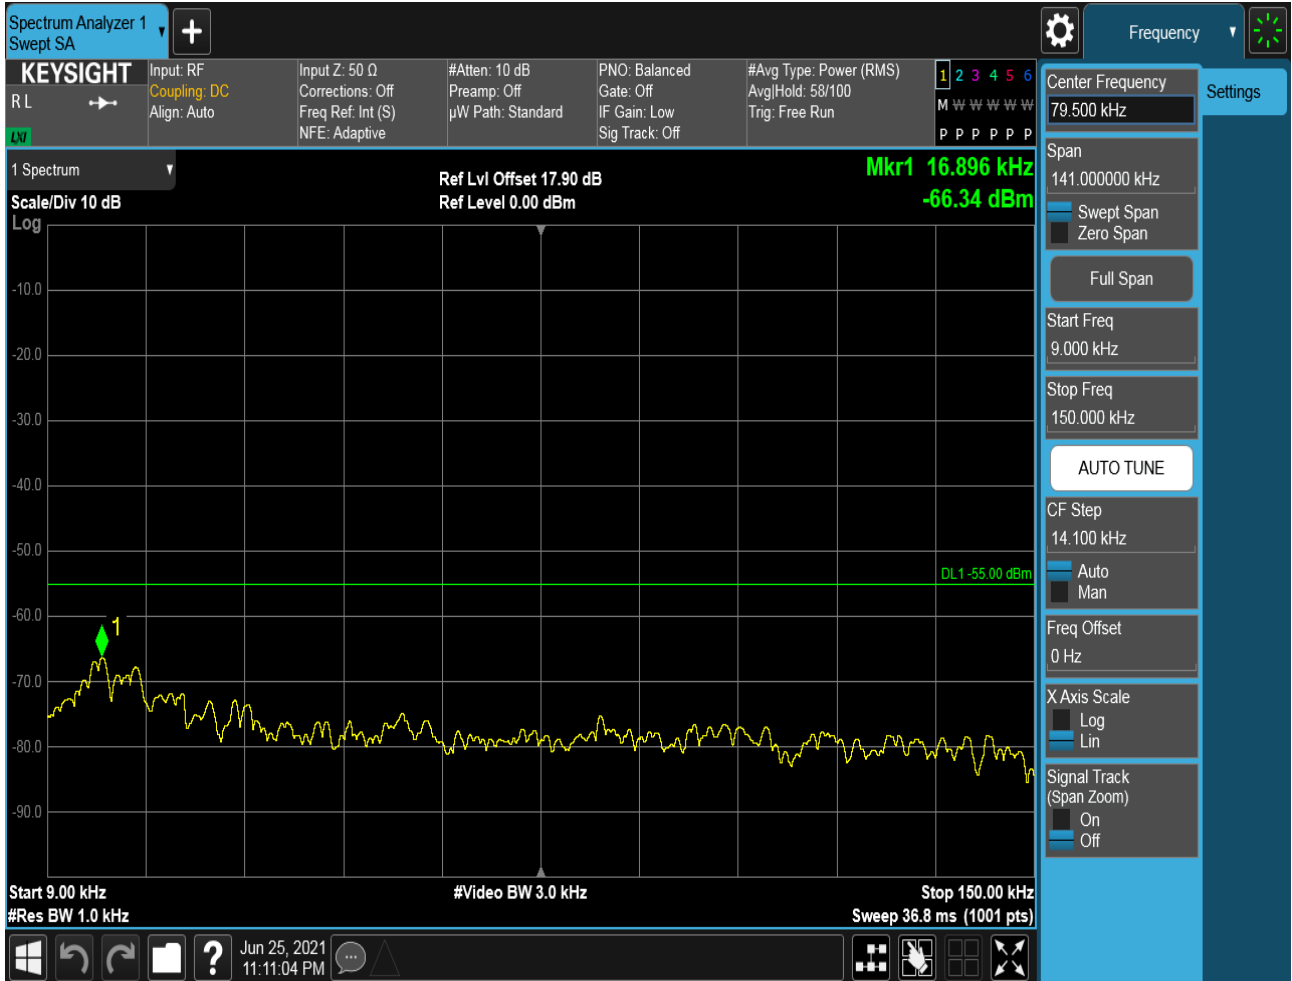 Spectrum Analyzer 1
Swept SA
Frequency
KEYSIGHT
R L
LXI
Input: RF
Coupling: DC
Align: Auto
Input Z: 50 Ω
Corrections: Off
Freq Ref: Int (S)
NFE: Adaptive
#Atten: 10 dB
Preamp: Off
µW Path: Standard
PNO: Balanced
Gate: Off
IF Gain: Low
Sig Track: Off
#Avg Type: Power (RMS)
Avg|Hold: 58/100
Trig: Free Run
1 2 3 4 5 6
M W W W W W
P P P P P P
1 Spectrum
Scale/Div 10 dB
Log
Ref Lvl Offset 17.90 dB
Ref Level 0.00 dBm
Mkr1 16.896 kHz
-66.34 dBm
-10.0
-20.0
-30.0
-40.0
-50.0
DL1 -55.00 dBm
-60.0
1
-70.0
-80.0
-90.0
Start 9.00 kHz
#Video BW 3.0 kHz
Stop 150.00 kHz
#Res BW 1.0 kHz
Sweep 36.8 ms (1001 pts)
Jun 25, 2021
11:11:04 PM
?
Center Frequency
79.500 kHz
Settings
Span
141.000000 kHz
Swept Span
Zero Span
Full Span
Start Freq
9.000 kHz
Stop Freq
150.000 kHz
AUTO TUNE
CF Step
14.100 kHz
Auto
Man
Freq Offset
0 Hz
X Axis Scale
Log
Lin
Signal Track
(Span Zoom)
On
Off